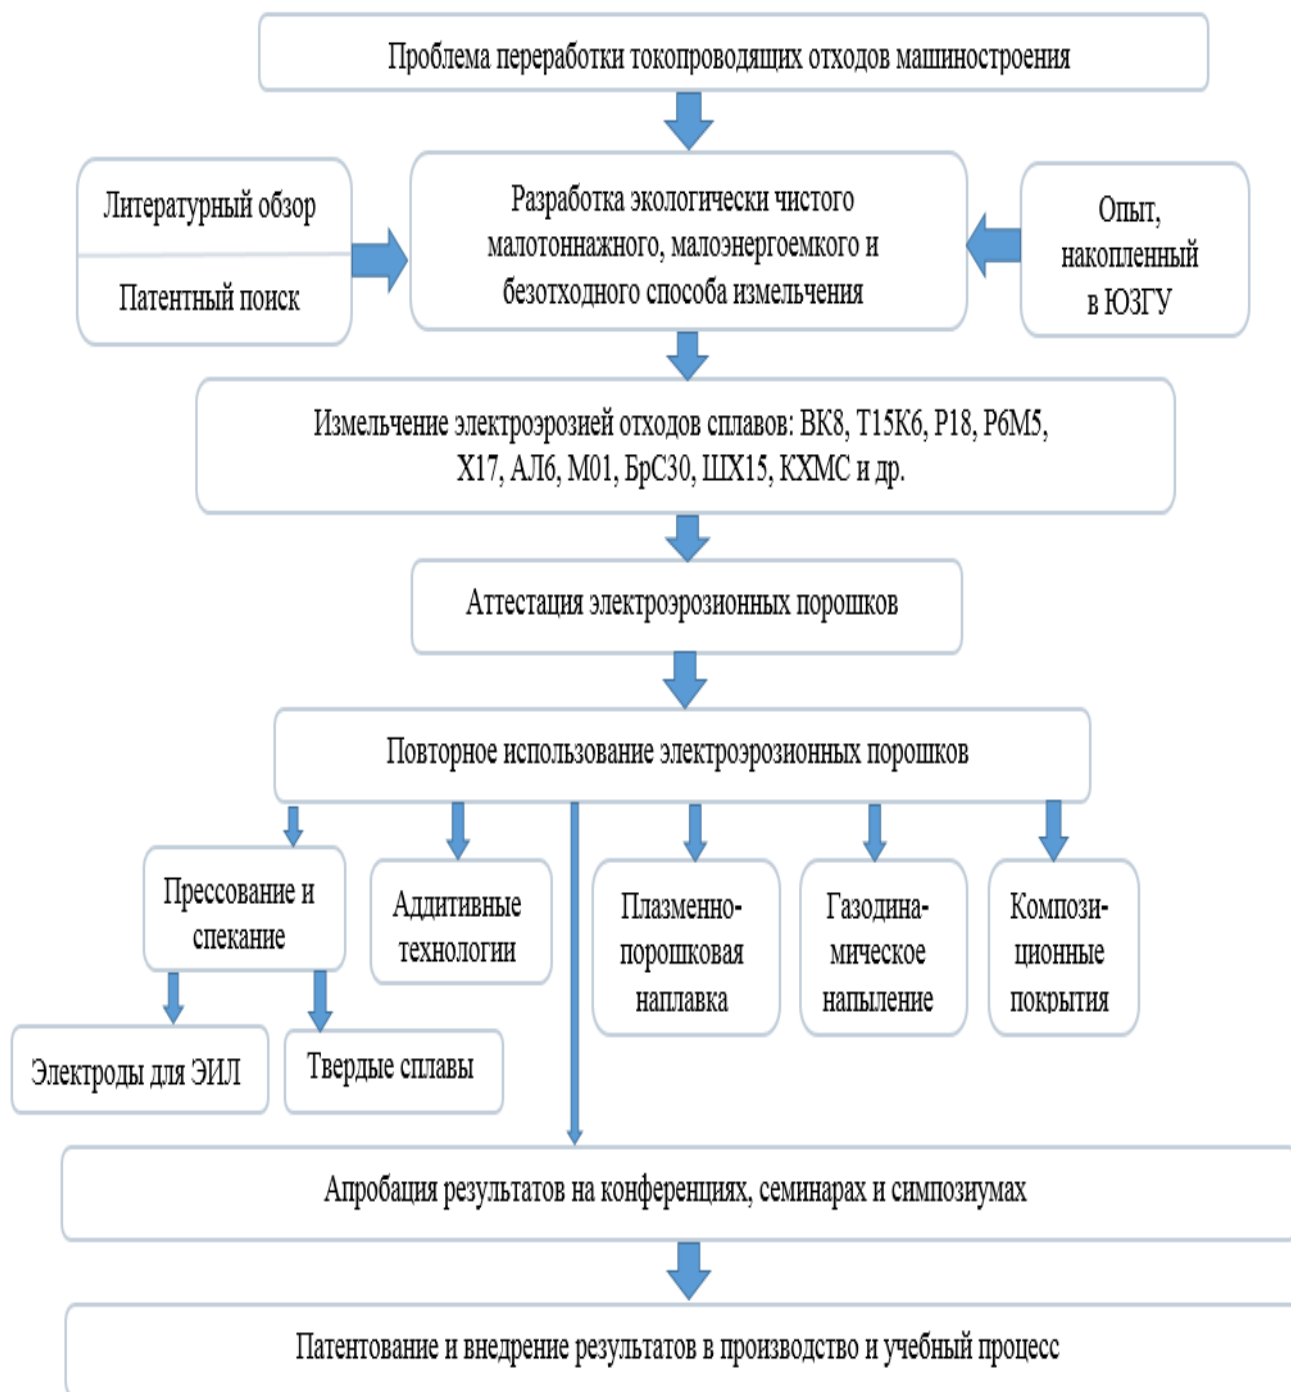 Проблема переработки токопроводящих отходов машиностроения
Литературный обзор
Патентный поиск
Разработка экологически чистого
малотоннажного, малоэнергоемкого и
безотходного способа измельчения
Опыт,
накопленный
в ЮЗГУ
Измельчение электроэрозией отходов сплавов: ВК8, Т15К6, Р18, Р6М5,
Х17, АЛ6, М01, БрС30, ШХ15, КХМС и др.
Аттестация электроэрозионных порошков
Повторное использование электроэрозионных порошков
Прессование и
спекание
Аддитивные
технологии
Плазменно-
порошковая
наплавка
Газодина-
мическое
напыление
Компози-
ционные
покрытия
Электроды для ЭИЛ
Твердые сплавы
Апробация результатов на конференциях, семинарах и симпозиумах
Патентование и внедрение результатов в производство и учебный процесс